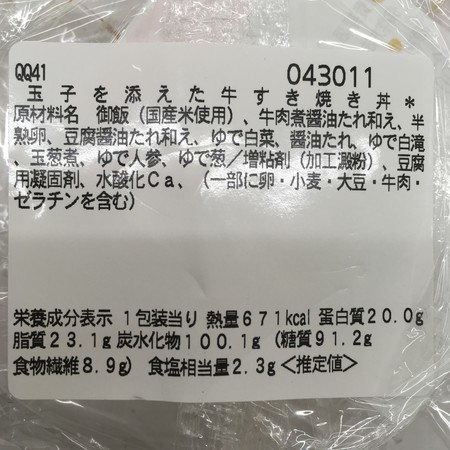 QQ41 043011
玉子を添えた牛すき焼き丼*
原材料名 御飯(国産米使用)、牛肉煮醤油たれ和え、半
熟卵、豆腐醤油たれ和え、ゆで白菜、醤油たれ、ゆで白滝
、玉葱煮、ゆで人参、ゆで葱/増粘剤(加工澱粉)、豆腐
用凝固剤、水酸化Ca、(一部に卵・小麦・大豆・牛肉・
ゼラチンを含む)
栄養成分表示 1包装当り 熱量671kcal 蛋白質20.0g
脂質23.1g 炭水化物100.1g (糖質91.2g
食物繊維8.9g) 食塩相当量2.3g<推定値>